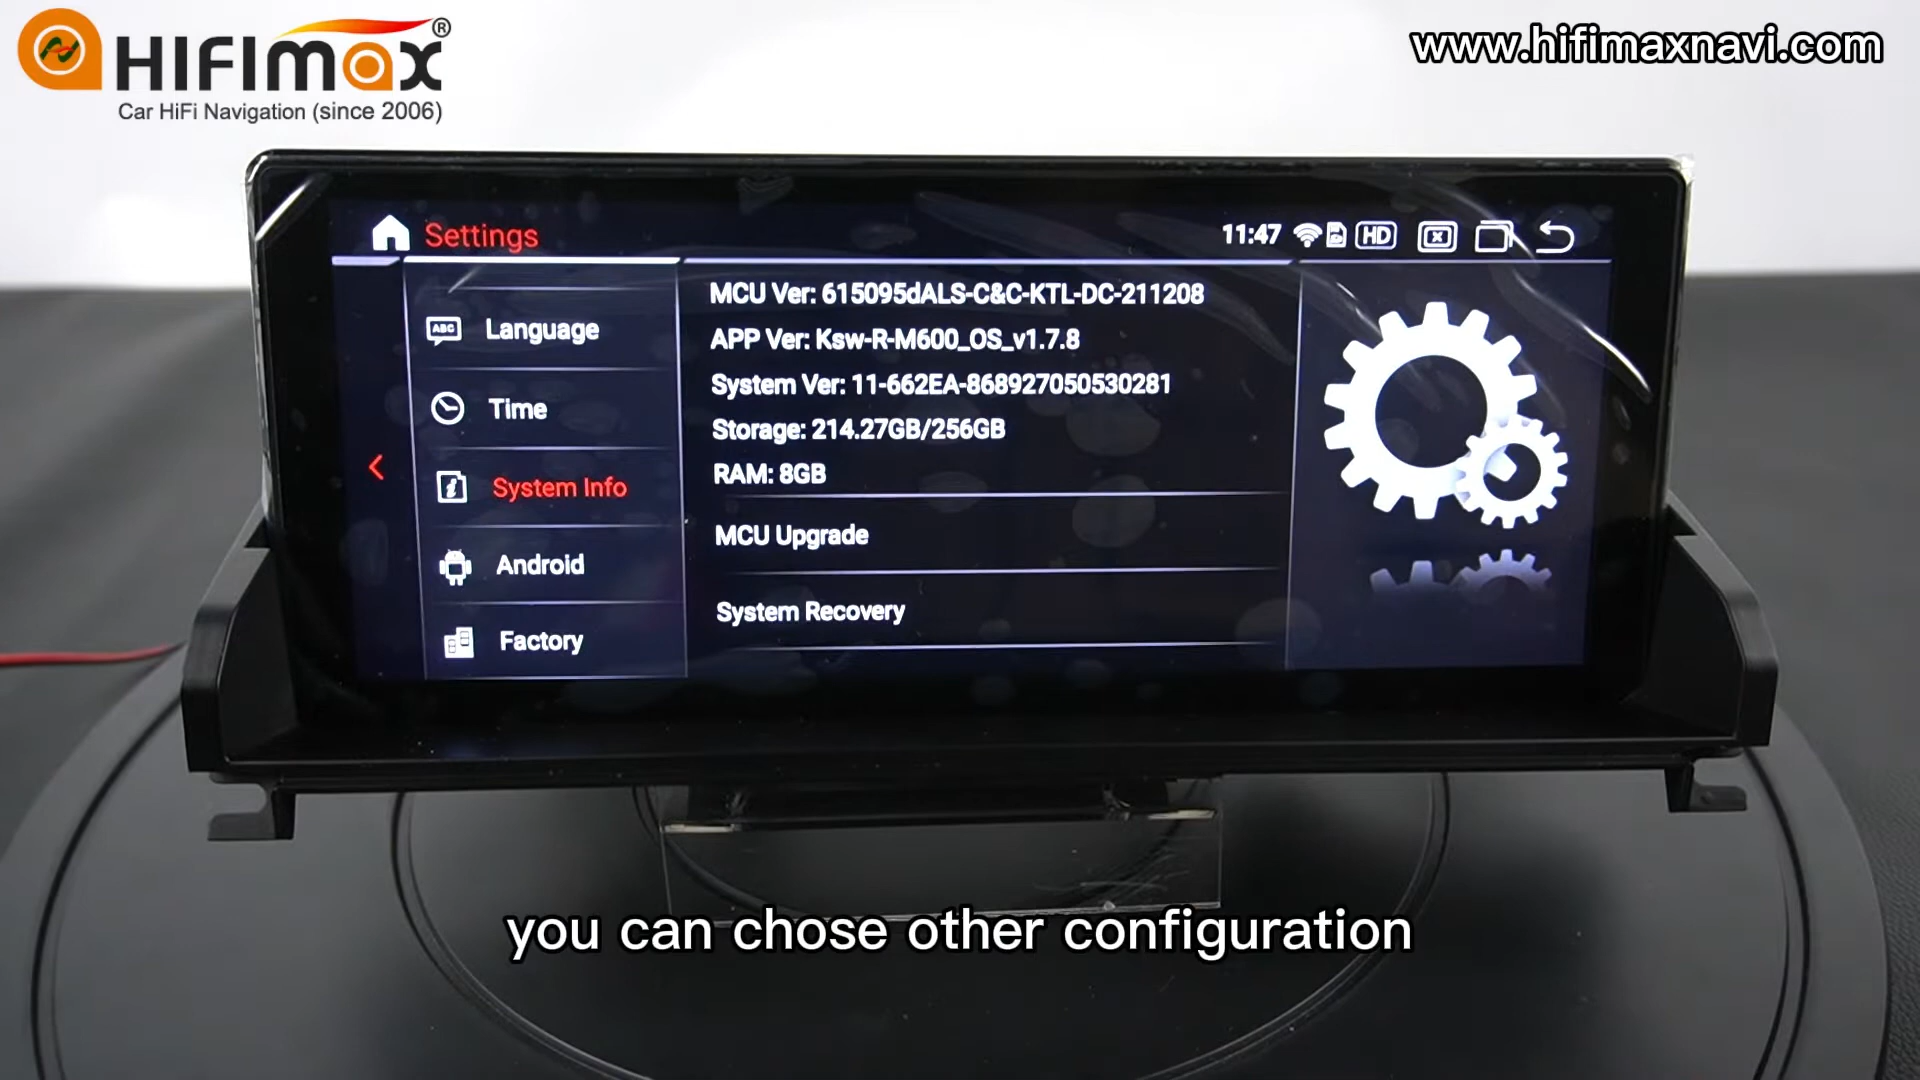 HIFIMax®
Car HiFi Navigation (since 2006)
www.hifimaxnavi.com
Settings
11:47
HD
ABC
Language
Time
System Info
Android
Factory
MCU Ver: 615095dALS-C&C-KTL-DC-211208
APP Ver: Ksw-R-M600_OS_v1.7.8
System Ver: 11-662EA-868927050530281
Storage: 214.27GB/256GB
RAM: 8GB
MCU Upgrade
System Recovery
you can chose other configuration